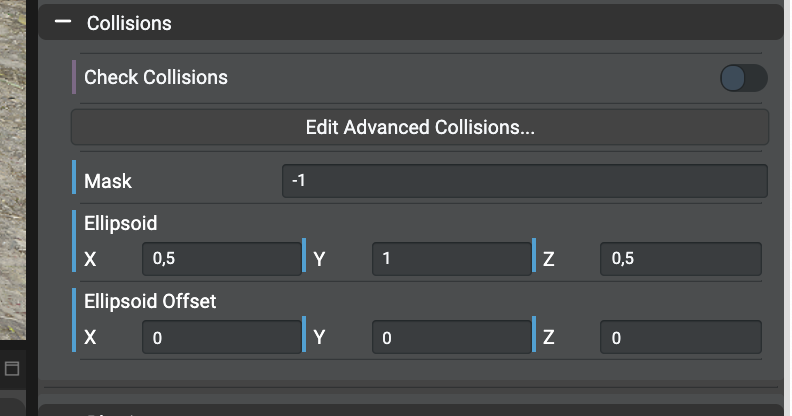 Collisions
Check Collisions
Edit Advanced Collisions...
Mask -1
Ellipsoid
X 0,5 Y 1 Z 0,5
Ellipsoid Offset
X 0 Y 0 Z 0